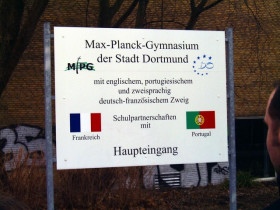 Max-Planck-Gymnasium
der Stadt Dortmund
MPG
DO
mit englischem, portugiesischem
und zweisprachig
deutsch-französischem Zweig
Schulpartnerschaften
mit
Frankreich
Portugal
Haupteingang